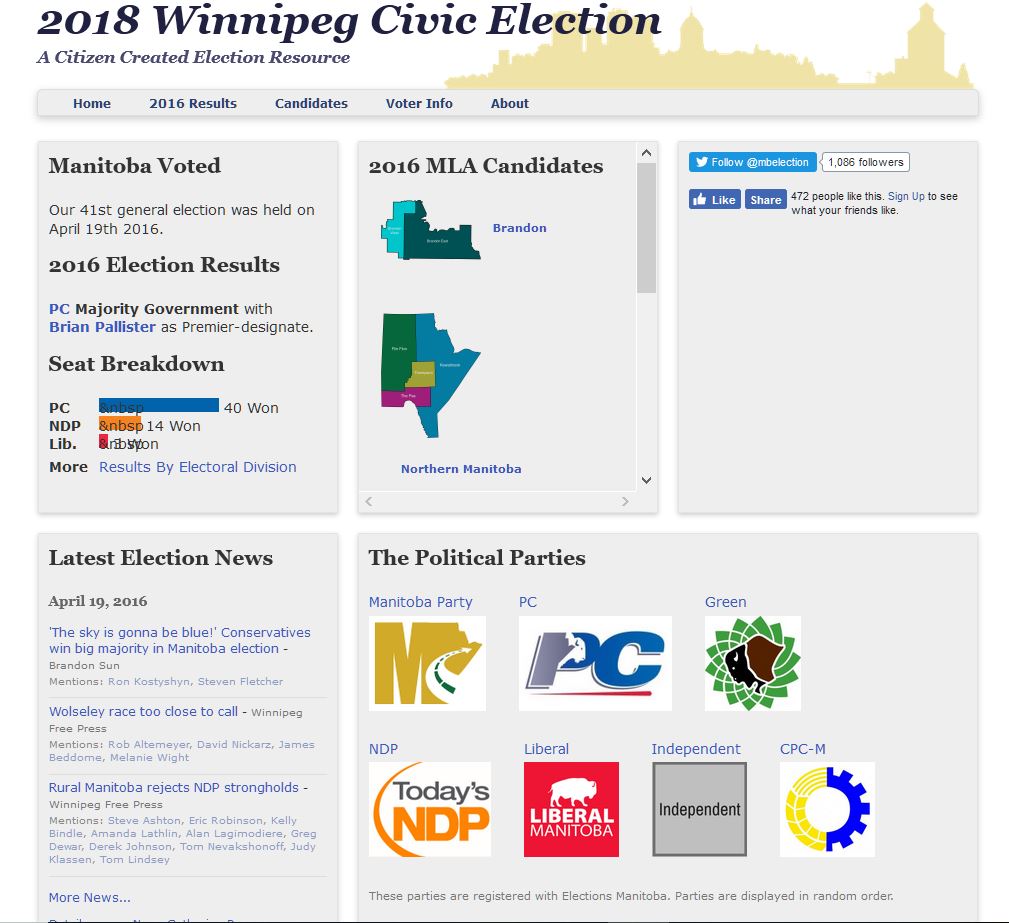 2018 Winnipeg Civic Election
A Citizen Created Election Resource
Home 2016 Results Candidates Voter Info About
Manitoba Voted
Our 41st general election was held on
April 19th 2016.
2016 Election Results
PC Majority Government with
Brian Pallister as Premier-designate.
Seat Breakdown
PC &nbsp 40 Won
NDP &nbsp 14 Won
Lib. &nbsp 3 Won
More Results By Electoral Division
2016 MLA Candidates
Brandon East
Brandon
Flin Flon
Kewatinook
Thompson
The Pas
Northern Manitoba
Follow @mbelection 1,086 followers
Like Share 472 people like this. Sign Up to see
what your friends like.
Latest Election News
April 19, 2016
'The sky is gonna be blue!' Conservatives
win big majority in Manitoba election -
Brandon Sun
Mentions: Ron Kostyshyn, Steven Fletcher
Wolseley race too close to call - Winnipeg
Free Press
Mentions: Rob Altemeyer, David Nickarz, James
Beddome, Melanie Wight
Rural Manitoba rejects NDP strongholds -
Winnipeg Free Press
Mentions: Steve Ashton, Eric Robinson, Kelly
Bindle, Amanda Lathlin, Alan Lagimodiere, Greg
Dewar, Derek Johnson, Tom Nevakshonoff, Judy
Klassen, Tom Lindsey
More News...
The Political Parties
Manitoba Party PC Green
M
PC
NDP Liberal Independent CPC-M
Today's
NDP
LIBERAL
MANITOBA
Independent
These parties are registered with Elections Manitoba. Parties are displayed in random order.